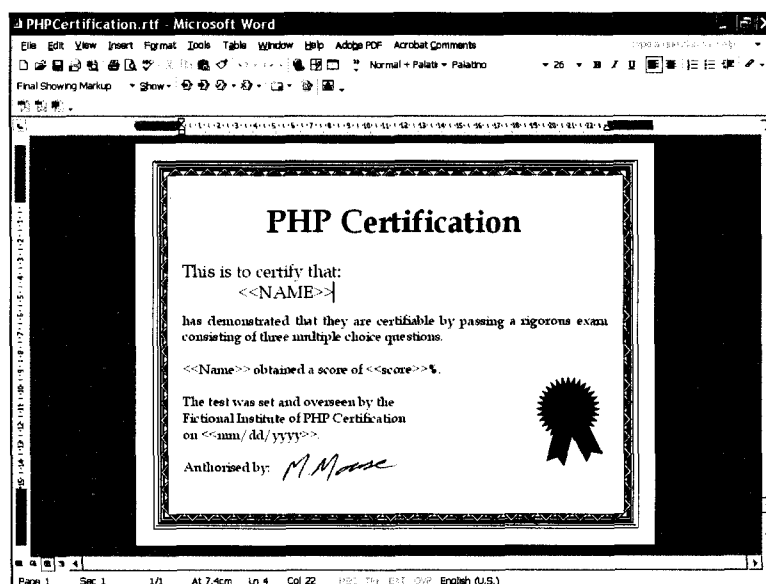 PHPCertification.rtf - Microsoft Word
File Edit View Insert Format Tools Table Window Help Adobe PDF Acrobat Comments
Normal + Palati Palatino 26 B I U
Final Showing Markup Show
PHP Certification
This is to certify that:
<<NAME>>
has demonstrated that they are certifiable by passing a rigorous exam
consisting of three multiple choice questions.
<<Name>> obtained a score of <<score>>%.
The test was set and overseen by the
Fictional Institute of PHP Certification
on <<mm/dd/yyyy>>.
Authorised by: M Mouse
Page 1 Sec 1 1/1 At 7.4cm Ln 4 Col 22 REC TRK EXT OVR English (U.S.)